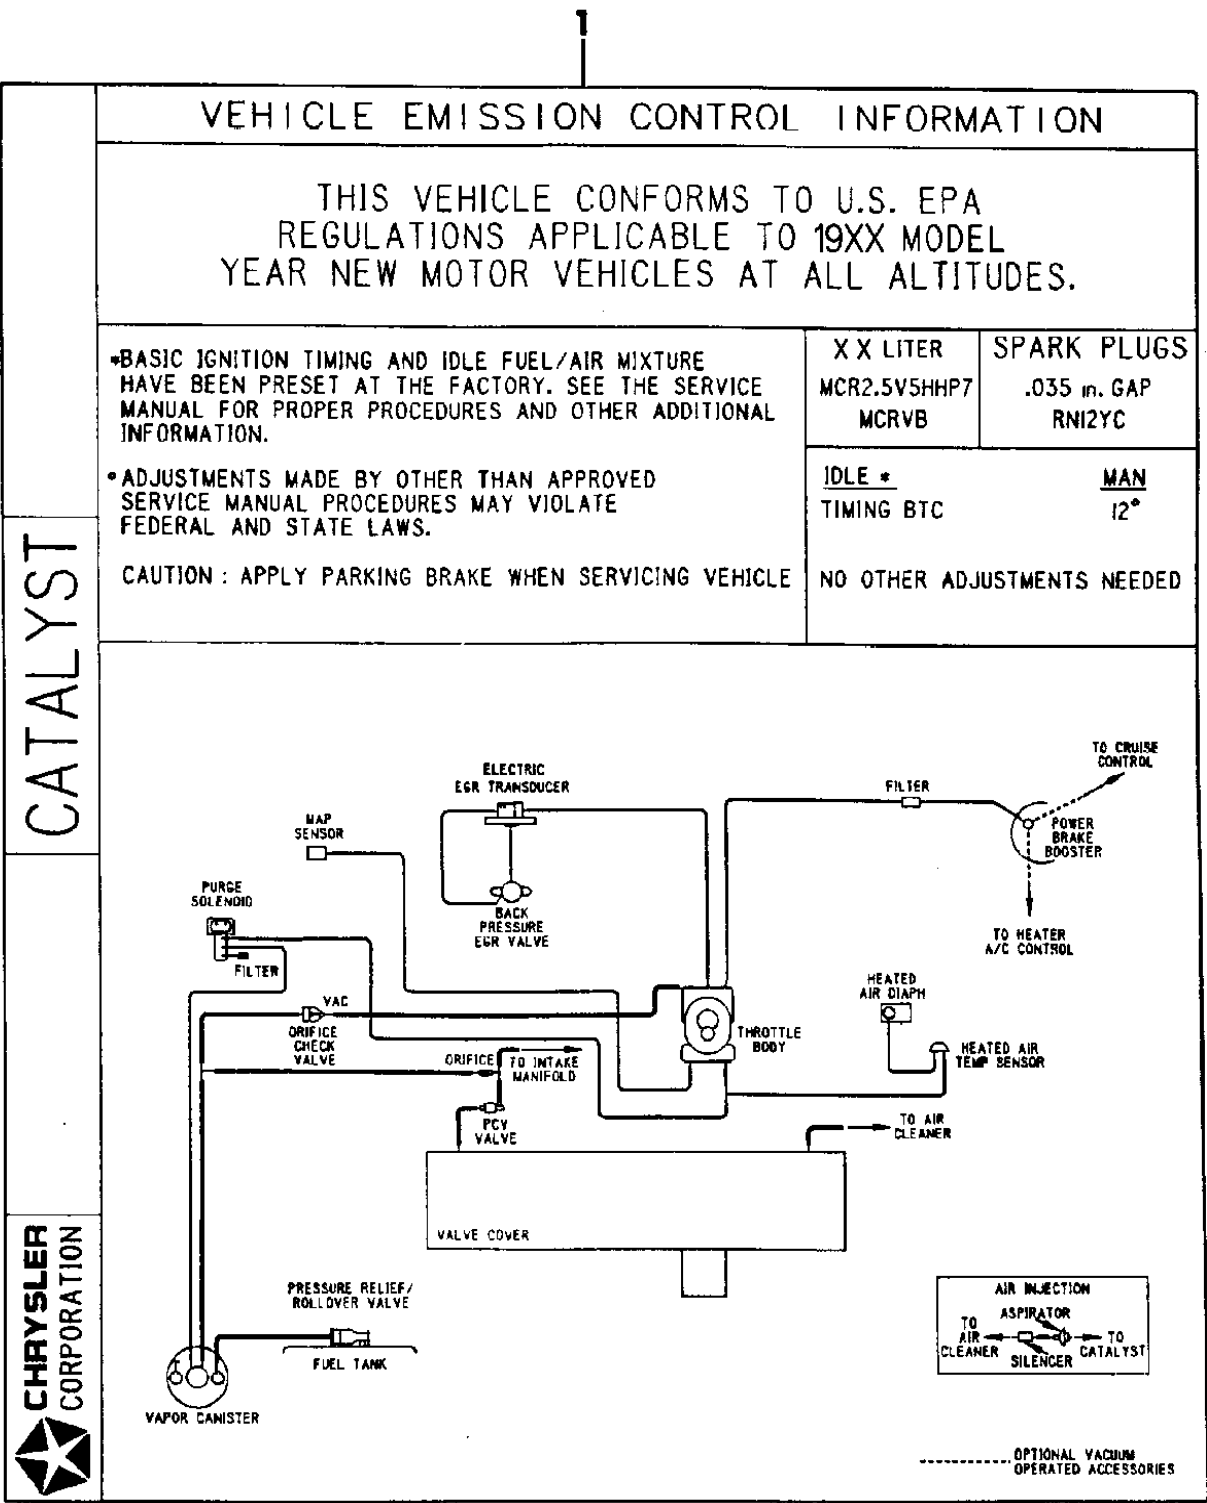 1
VEHICLE EMISSION CONTROL INFORMATION
THIS VEHICLE CONFORMS TO U.S. EPA
REGULATIONS APPLICABLE TO 19XX MODEL
YEAR NEW MOTOR VEHICLES AT ALL ALTITUDES.
*BASIC IGNITION TIMING AND IDLE FUEL/AIR MIXTURE
HAVE BEEN PRESET AT THE FACTORY. SEE THE SERVICE
MANUAL FOR PROPER PROCEDURES AND OTHER ADDITIONAL
INFORMATION.
•ADJUSTMENTS MADE BY OTHER THAN APPROVED
SERVICE MANUAL PROCEDURES MAY VIOLATE
FEDERAL AND STATE LAWS.
CAUTION : APPLY PARKING BRAKE WHEN SERVICING VEHICLE
XX LITER
MCR2.5V5HHP7
MCRVB
SPARK PLUGS
.035 in. GAP
RN12YC
IDLE * MAN
TIMING BTC 12°
NO OTHER ADJUSTMENTS NEEDED
CATALYST
CHRYSLER
CORPORATION
ELECTRIC
EGR TRANSDUCER
MAP
SENSOR
PURGE
SOLENOID
FILTER
BACK
PRESSURE
EGR VALVE
FILTER
TO CRUISE
CONTROL
POWER
BRAKE
BOOSTER
TO HEATER
A/C CONTROL
VAC
ORIFICE
CHECK
VALVE
ORIFICE
TO INTAKE
MANIFOLD
PCV
VALVE
THROTTLE
BODY
HEATED
AIR DIAPH
HEATED AIR
TEMP SENSOR
TO AIR
CLEANER
VALVE COVER
PRESSURE RELIEF/
ROLLOVER VALVE
FUEL TANK
VAPOR CANISTER
AIR INJECTION
ASPIRATOR
TO
AIR
CLEANER
SILENCER
TO
CATALYST
OPTIONAL VACUUM
OPERATED ACCESSORIES